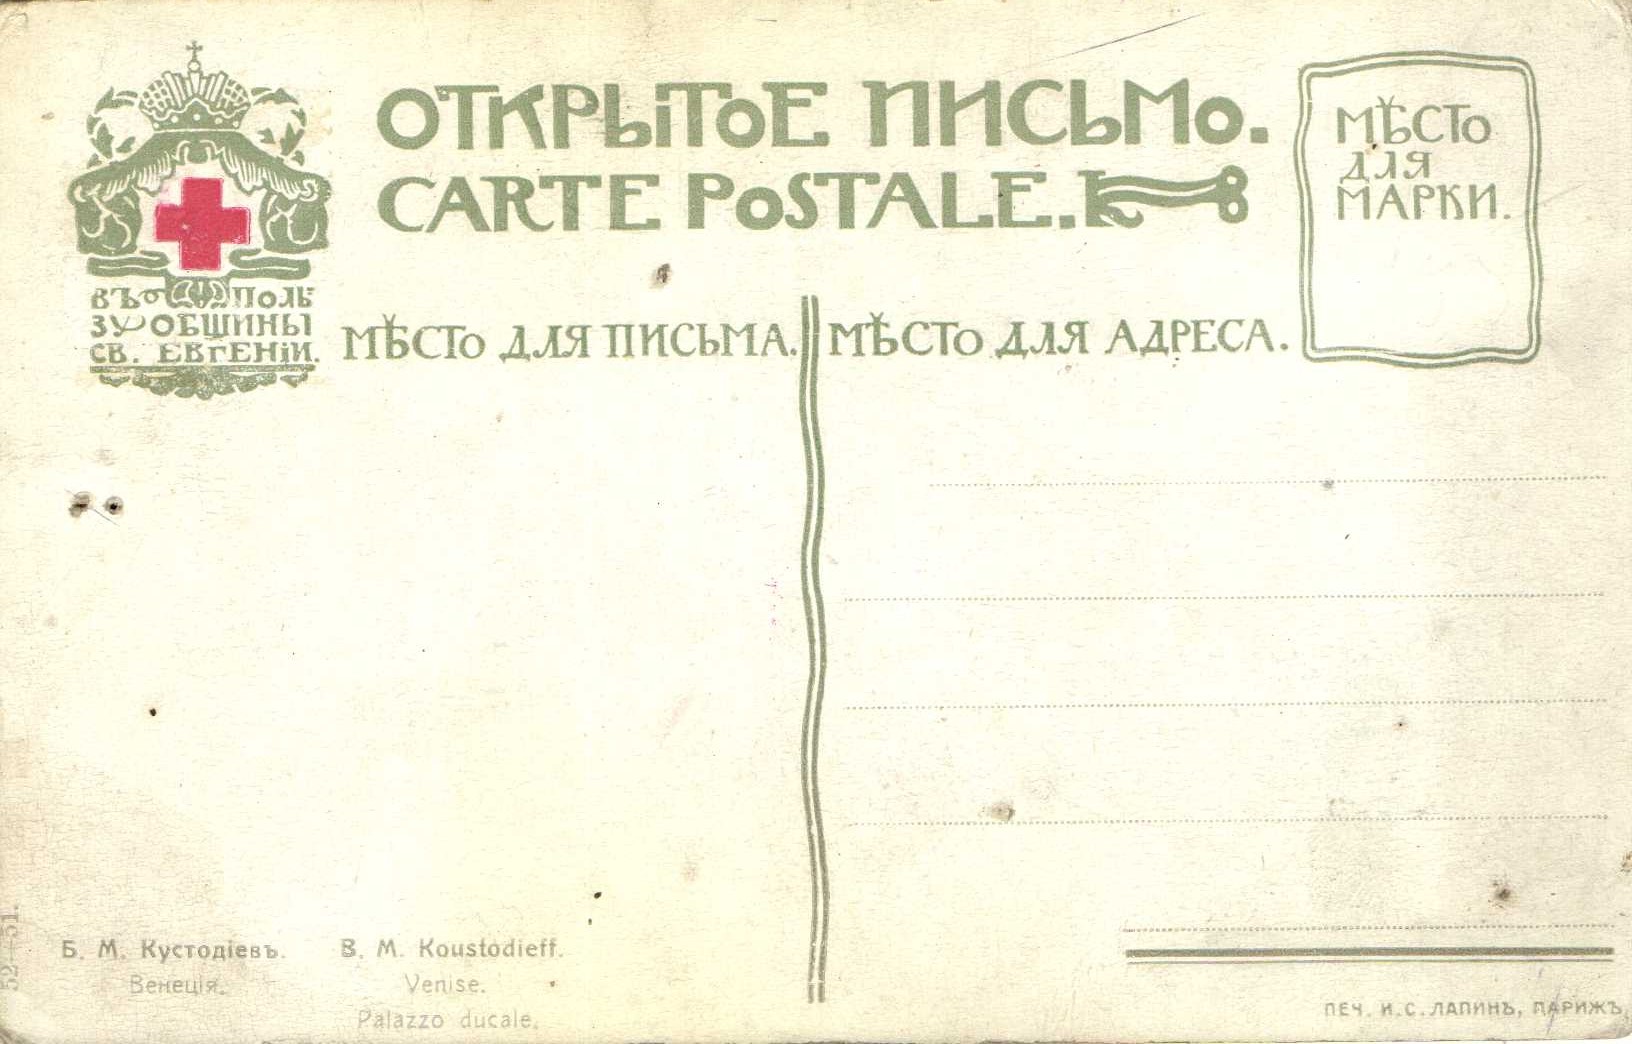 ОТКРЫТОЕ ПИСЬМО.
CARTE POSTALE.
МѢСТО
ДЛЯ
МАРКИ.
ВЪ ПОЛЬ
ЗУ ОБЩИНЫ
СВ. ЕВГЕНІИ.
МѢСТО ДЛЯ ПИСЬМА.
МѢСТО ДЛЯ АДРЕСА.
52—51.
Б. М. Кустодіевъ.
Венеція.
B. M. Koustodieff.
Venise.
Palazzo ducale.
ПЕЧ. И.С. ЛАПИНЪ, ПАРИЖЪ